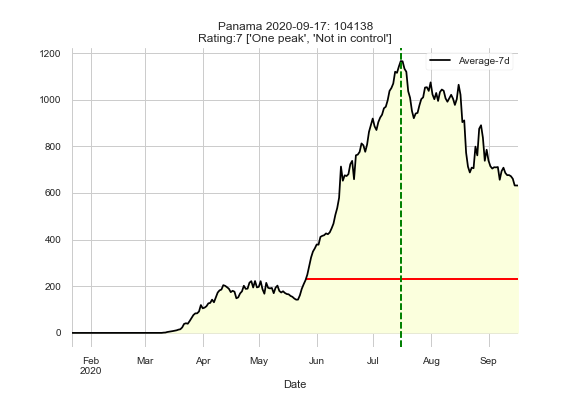 Panama 2020-09-17: 104138
Rating:7 ['One peak', 'Not in control']
Average-7d
1200
1000
800
600
400
200
0
Feb Mar Apr May Jun Jul Aug Sep
2020
Date